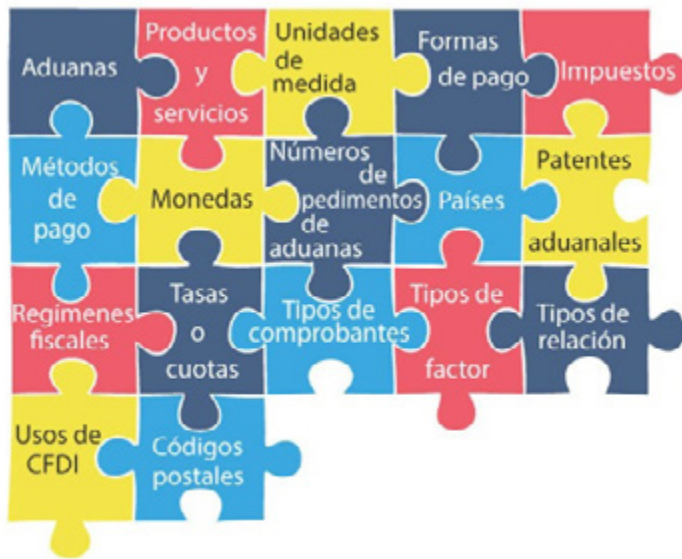 Aduanas
Productos
y
servicios
Unidades
de
medida
Formas
de pago
Impuestos
Métodos
de
pago
Monedas
Números
de
pedimentos
de
aduanas
Países
Patentes
aduanales
Regímenes
fiscales
Tasas
o
cuotas
Tipos de
comprobantes
Tipos de
factor
Tipos de
relación
Usos de
CFDI
Códigos
postales